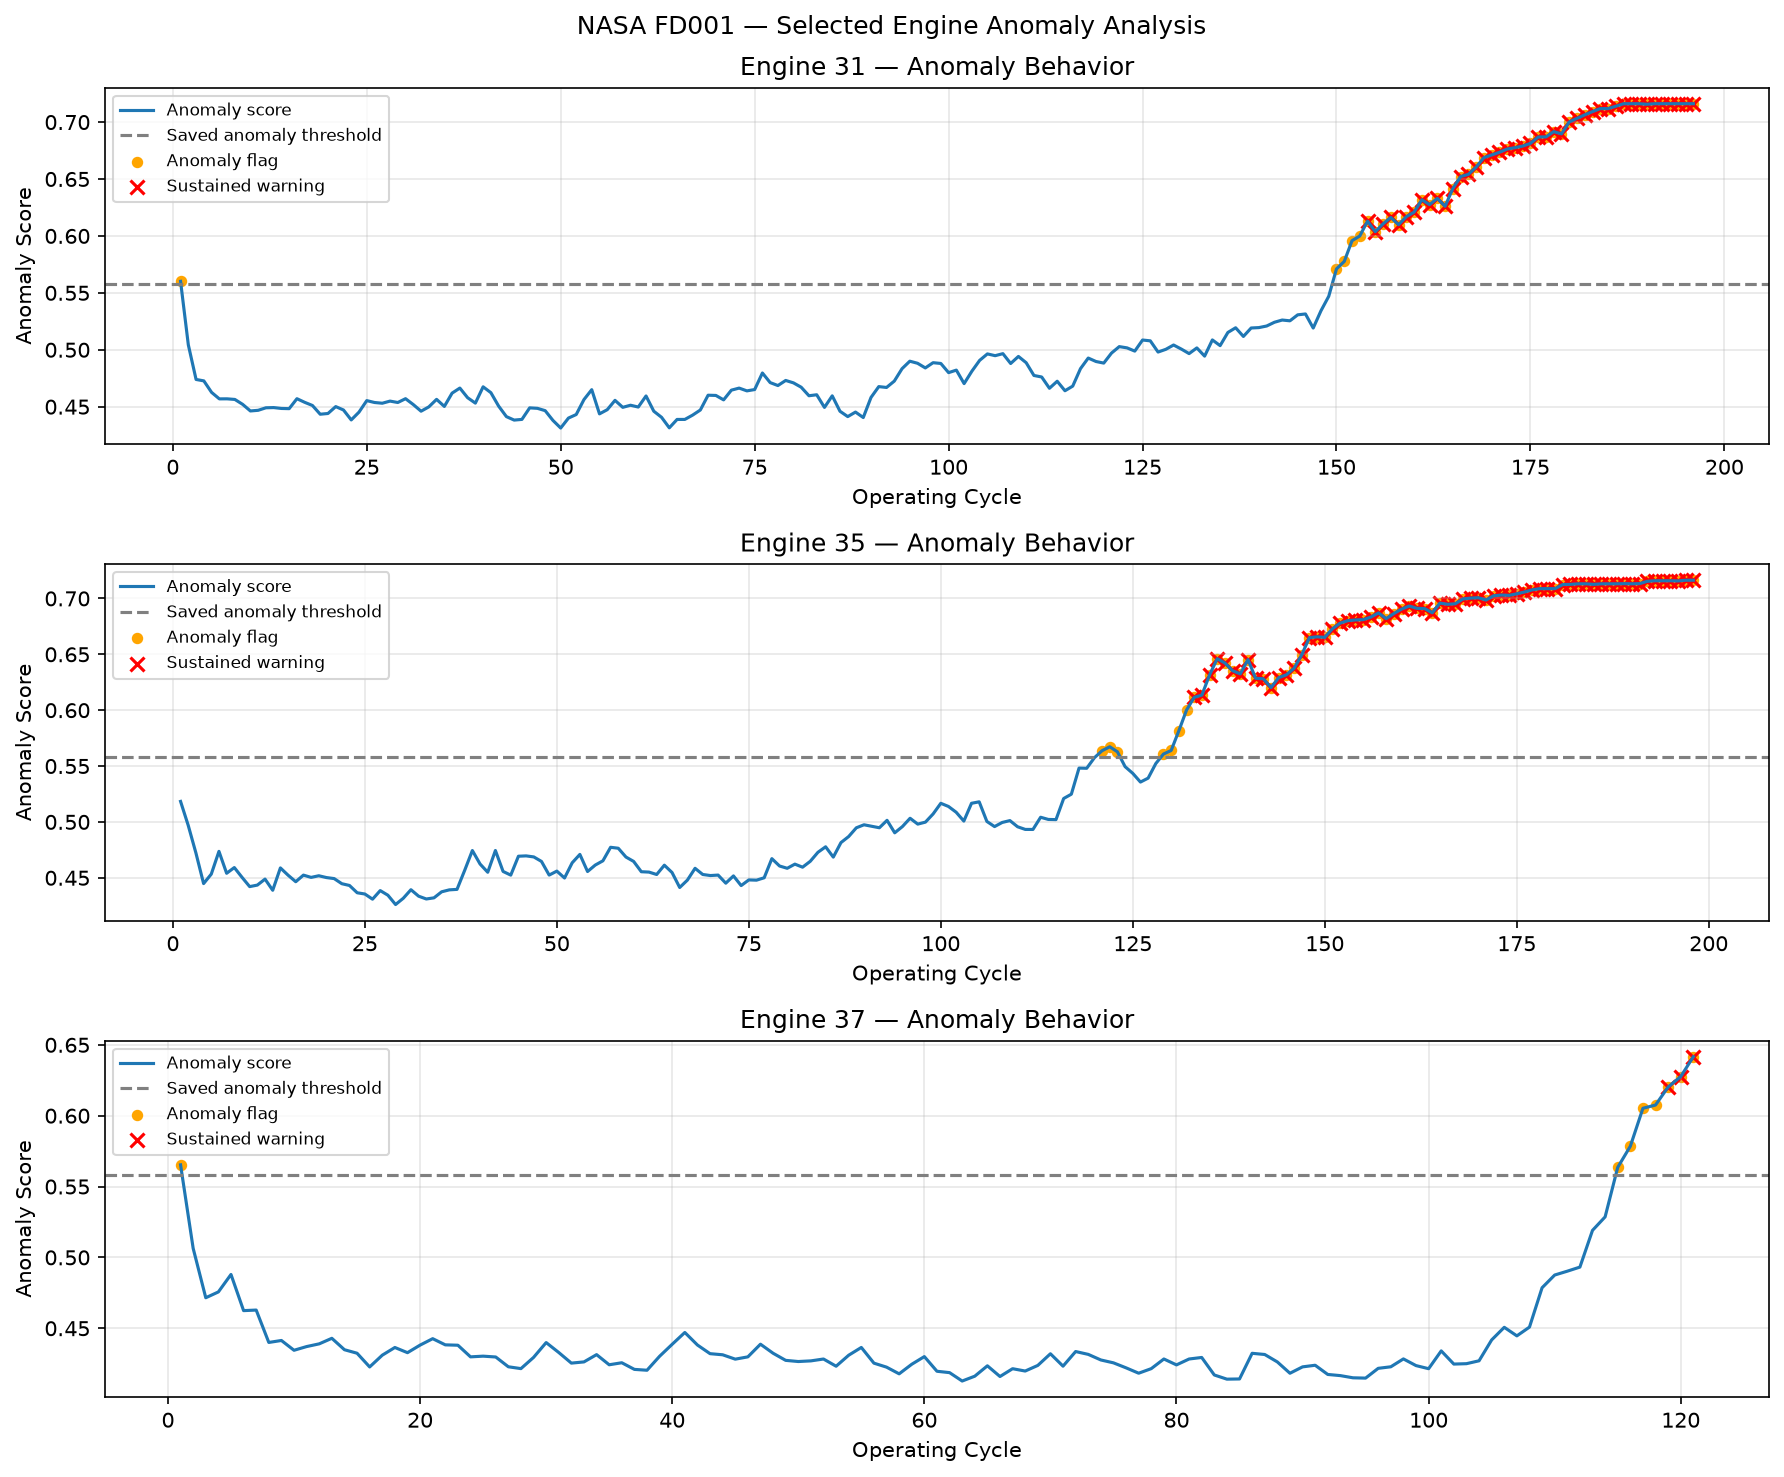 NASA FD001 — Selected Engine Anomaly Analysis
Engine 31 — Anomaly Behavior
Anomaly score
Saved anomaly threshold
Anomaly flag
Sustained warning
Anomaly Score
0.70
0.65
0.60
0.55
0.50
0.45
0 25 50 75 100 125 150 175 200
Operating Cycle
Engine 35 — Anomaly Behavior
Anomaly score
Saved anomaly threshold
Anomaly flag
Sustained warning
Anomaly Score
0.70
0.65
0.60
0.55
0.50
0.45
0 25 50 75 100 125 150 175 200
Operating Cycle
Engine 37 — Anomaly Behavior
Anomaly score
Saved anomaly threshold
Anomaly flag
Sustained warning
Anomaly Score
0.65
0.60
0.55
0.50
0.45
0 20 40 60 80 100 120
Operating Cycle